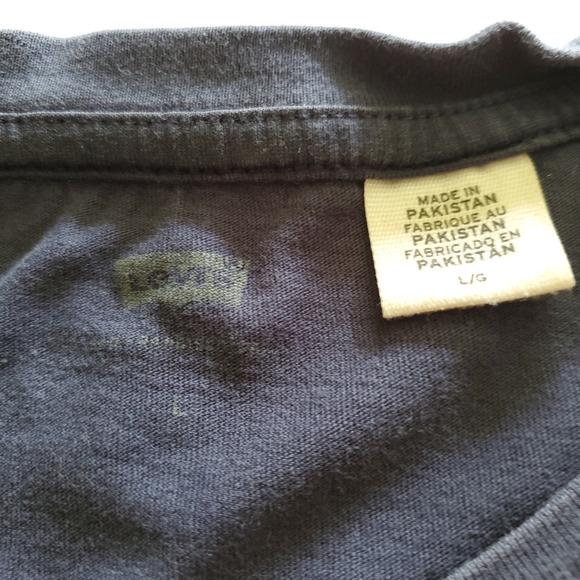 MADE IN
PAKISTAN
FABRIQUE AU
PAKISTAN
FABRICADO EN
PAKISTAN
L/G
LEVI'S
L